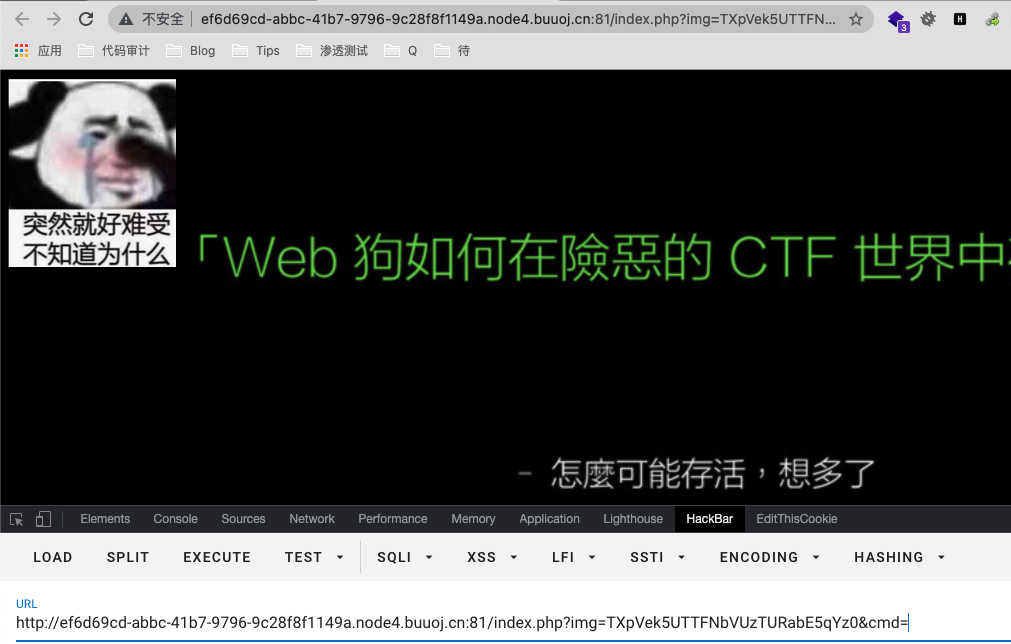 不安全 ef6d69cd-abbc-41b7-9796-9c28f8f1149a.node4.buuoj.cn:81/index.php?img=TXpVek5UTTFN...
3
H
应用 代码审计 Blog Tips 渗透测试 Q 待
突然就好难受
不知道为什么
「Web 狗如何在險惡的 CTF 世界中
- 怎麼可能存活，想多了
Elements Console Sources Network Performance Memory Application Lighthouse HackBar EditThisCookie
LOAD SPLIT EXECUTE TEST SQLI XSS LFI SSTI ENCODING HASHING
URL
http://ef6d69cd-abbc-41b7-9796-9c28f8f1149a.node4.buuoj.cn:81/index.php?img=TXpVek5UTTFNbVUzTURabE5qYz0&cmd=